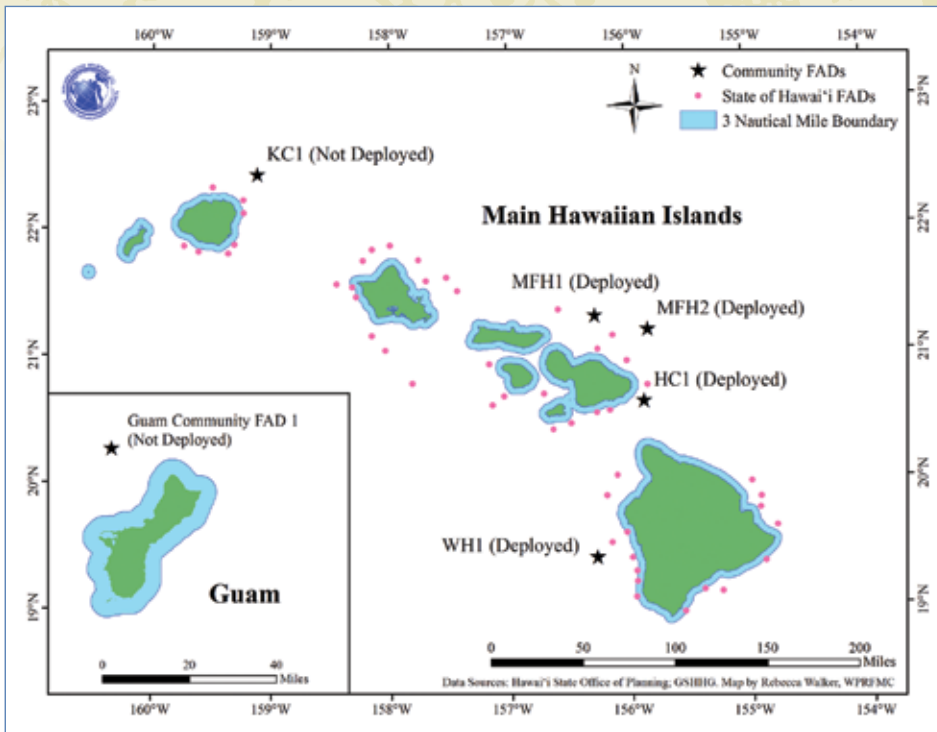 160°W 159°W 158°W 157°W 156°W 155°W 154°W
N
Community FADs
State of Hawai‘i FADs
3 Nautical Mile Boundary
23°N
23°N
KC1 (Not Deployed)
Main Hawaiian Islands
22°N
22°N
MFH1 (Deployed)
MFH2 (Deployed)
21°N
21°N
HC1 (Deployed)
Guam Community FAD 1
(Not Deployed)
20°N
20°N
WH1 (Deployed)
Guam
19°N
19°N
0 20 40
Miles
0 50 100 150 200
Miles
Data Sources: Hawai‘i State Office of Planning; GSHHG. Map by Rebecca Walker, WPRFMC
160°W 159°W 158°W 157°W 156°W 155°W 154°W